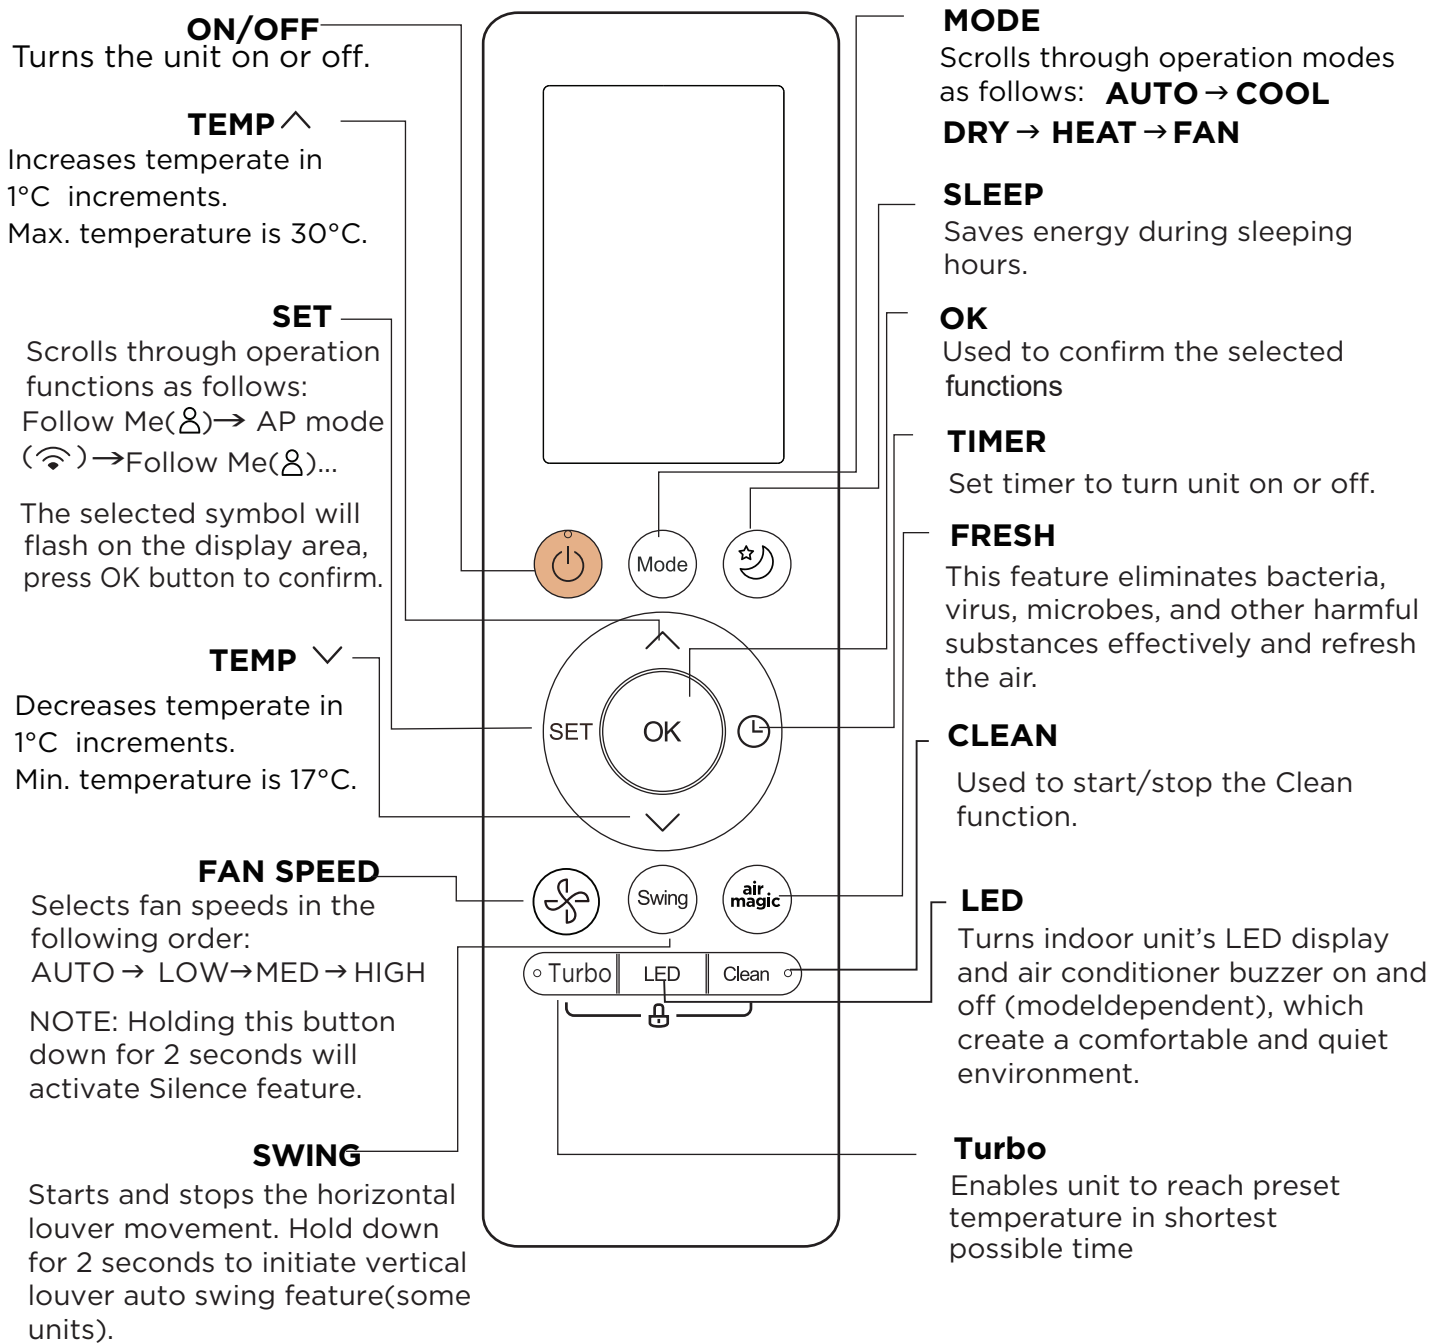 ON/OFF
Turns the unit on or off.
TEMP
Increases temperate in
1°C increments.
Max. temperature is 30°C.
SET
Scrolls through operation
functions as follows:
Follow Me( )→ AP mode
( )→Follow Me( )...
The selected symbol will
flash on the display area,
press OK button to confirm.
TEMP
Decreases temperate in
1°C increments.
Min. temperature is 17°C.
FAN SPEED
Selects fan speeds in the
following order:
AUTO→ LOW→MED→HIGH
NOTE: Holding this button
down for 2 seconds will
activate Silence feature.
SWING
Starts and stops the horizontal
louver movement. Hold down
for 2 seconds to initiate vertical
louver auto swing feature(some
units).
Mode
SET
OK
Swing
air
magic
Turbo
LED
Clean
MODE
Scrolls through operation modes
as follows: AUTO→COOL
DRY→ HEAT→FAN
SLEEP
Saves energy during sleeping
hours.
OK
Used to confirm the selected
functions
TIMER
Set timer to turn unit on or off.
FRESH
This feature eliminates bacteria,
virus, microbes, and other harmful
substances effectively and refresh
the air.
CLEAN
Used to start/stop the Clean
function.
LED
Turns indoor unit's LED display
and air conditioner buzzer on and
off (modeldependent), which
create a comfortable and quiet
environment.
Turbo
Enables unit to reach preset
temperature in shortest
possible time